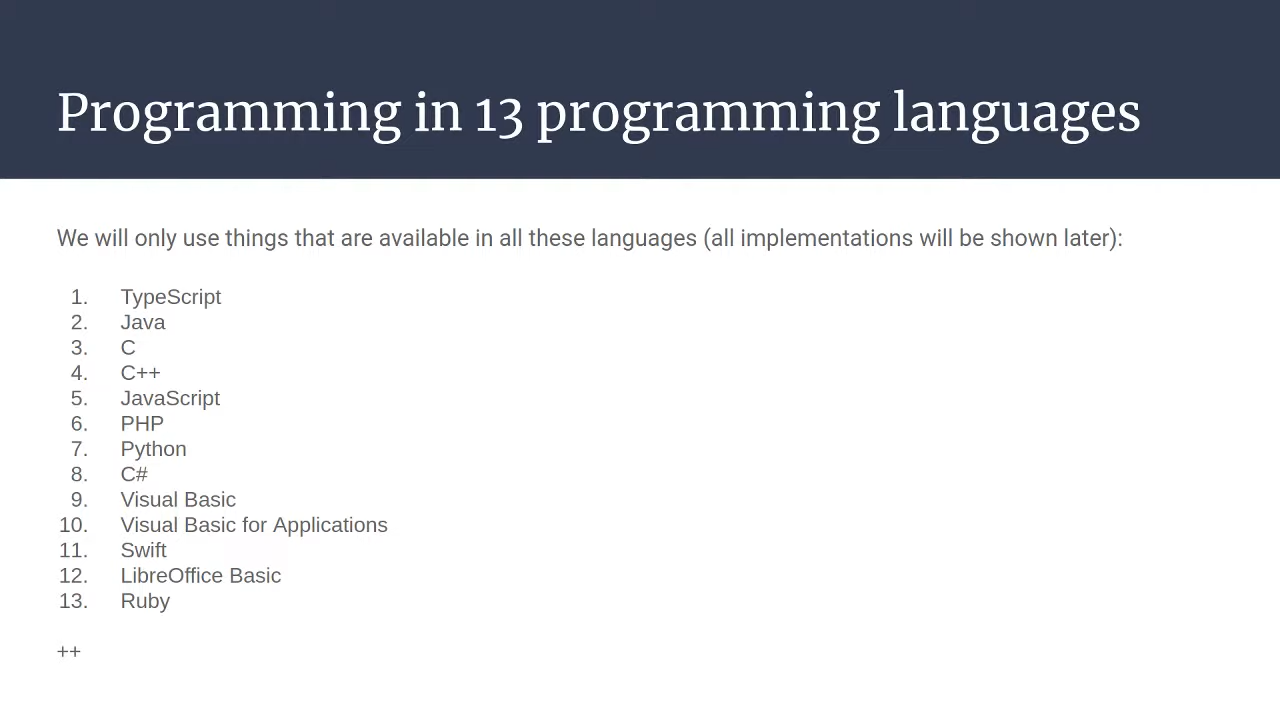 Programming in 13 programming languages
We will only use things that are available in all these languages (all implementations will be shown later):
1. TypeScript
2. Java
3. C
4. C++
5. JavaScript
6. PHP
7. Python
8. C#
9. Visual Basic
10. Visual Basic for Applications
11. Swift
12. LibreOffice Basic
13. Ruby
++